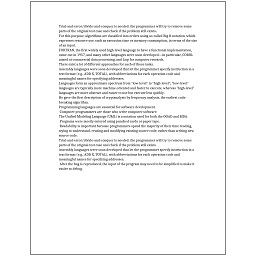 Trial-and-error/divide-and-conquer is needed: the programmer will try to remove some
parts of the original test case and check if the problem still exists.
For this purpose, algorithms are classified into orders using so-called Big O notation, which
expresses resource use, such as execution time or memory consumption, in terms of the size
of an input.
FORTRAN, the first widely used high-level language to have a functional implementation,
came out in 1957, and many other languages were soon developed—in particular, COBOL
aimed at commercial data processing, and Lisp for computer research.
There exist a lot of different approaches for each of those tasks.
Assembly languages were soon developed that let the programmer specify instruction in a
text format (e.g., ADD X, TOTAL), with abbreviations for each operation code and
meaningful names for specifying addresses.
Languages form an approximate spectrum from "low-level" to "high-level"; "low-level"
languages are typically more machine-oriented and faster to execute, whereas "high-level"
languages are more abstract and easier to use but execute less quickly.
He gave the first description of cryptanalysis by frequency analysis, the earliest code-
breaking algorithm.
Programming languages are essential for software development.
Computer programmers are those who write computer software.
The Unified Modeling Language (UML) is a notation used for both the OOAD and MDA.
Programs were mostly entered using punched cards or paper tape.
Readability is important because programmers spend the majority of their time reading,
trying to understand, reusing and modifying existing source code, rather than writing new
source code.
Trial-and-error/divide-and-conquer is needed: the programmer will try to remove some
parts of the original test case and check if the problem still exists.
Assembly languages were soon developed that let the programmer specify instruction in a
text format (e.g., ADD X, TOTAL), with abbreviations for each operation code and
meaningful names for specifying addresses.
After the bug is reproduced, the input of the program may need to be simplified to make it
easier to debug.